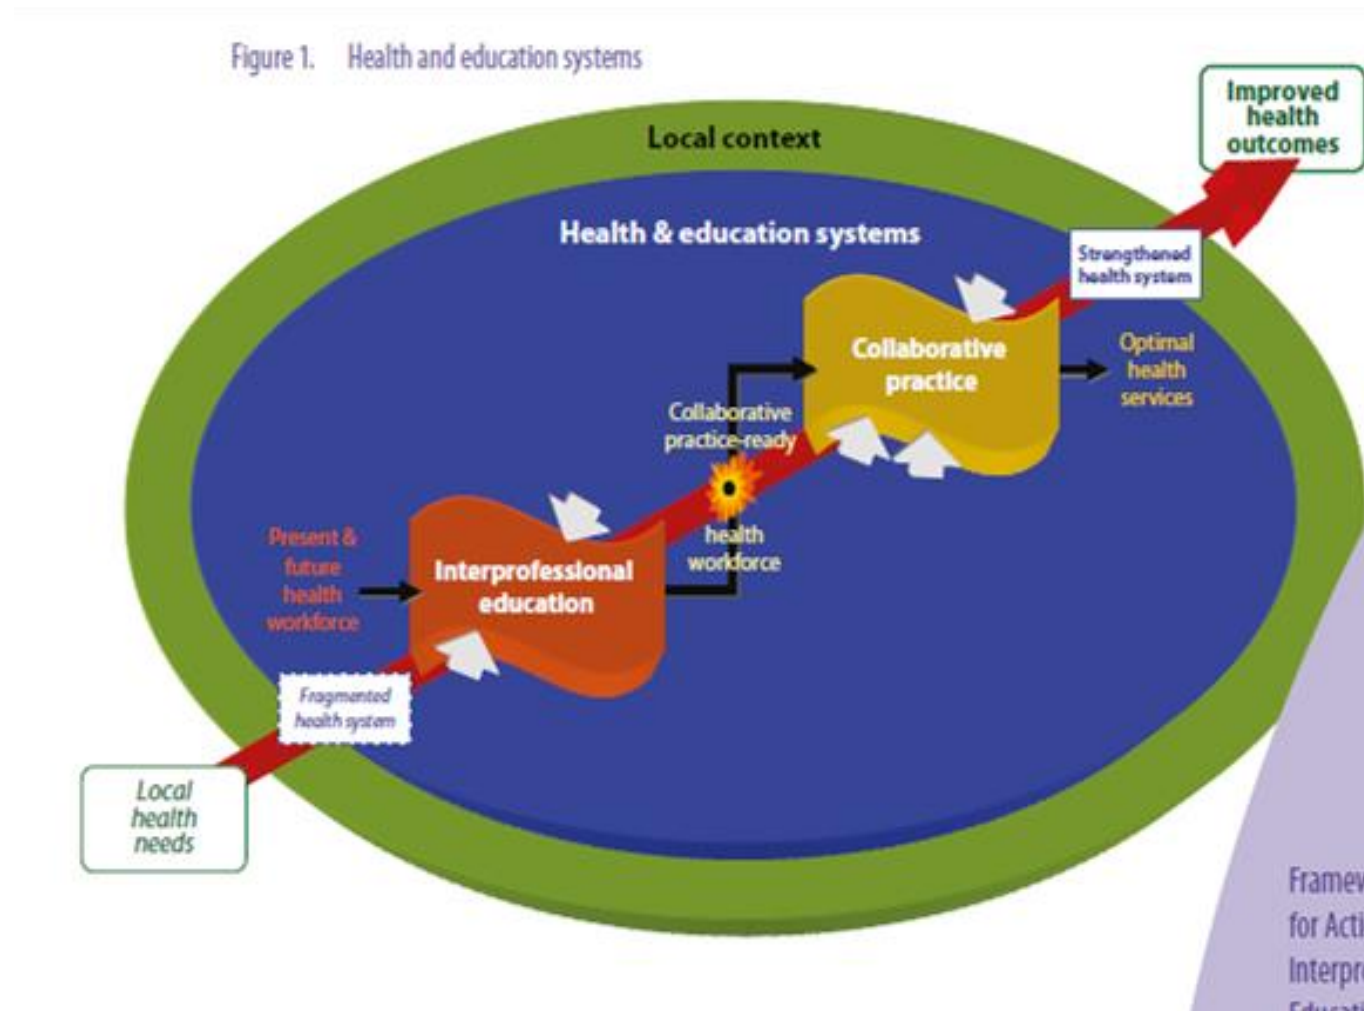 Figure 1. Health and education systems
Improved
health
outcomes
Local context
Health & education systems
Strengthened
health system
Collaborative
practice
Optimal
health
services
Collaborative
practice-ready
health
workforce
Present &
future
health
workforce
Interprofessional
education
Fragmented
health system
Local
health
needs
for